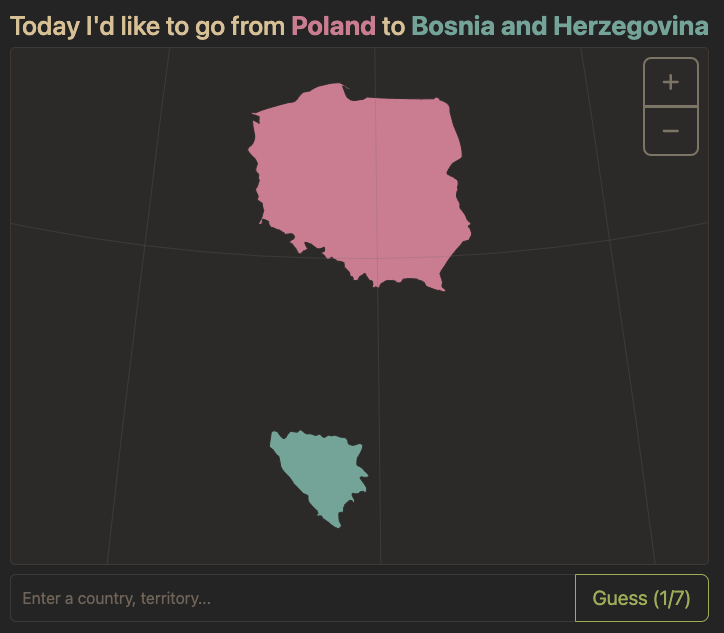 Today I'd like to go from Poland to Bosnia and Herzegovina
+
−
Enter a country, territory...
Guess (1/7)